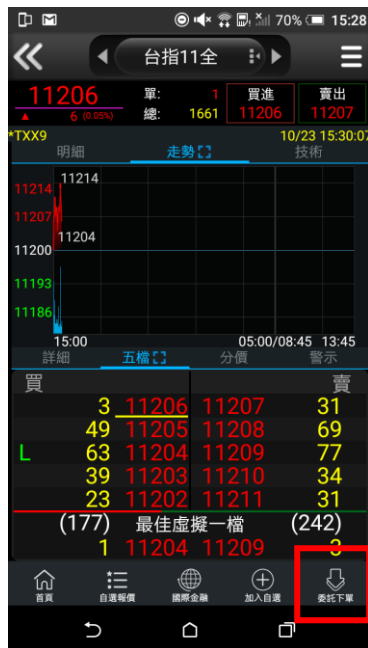 70% 15:28
台指11全
11206 單: 1 買進 賣出
▲ 6 (0.05%) 總: 1661 11206 11207
*TXX9 10/23 15:30:07
明細 走勢 技術
11214 11214
11207
11204
11200
11193
11186
15:00 05:00/08:45 13:45
詳細 五檔 分價 警示
買 賣
3 11206 11207 31
49 11205 11208 69
L 63 11204 11209 77
39 11203 11210 34
23 11202 11211 31
(177) 最佳虛擬一檔 (242)
1 11204 11209 3
首頁 自選報價 國際金融 加入自選 委託下單